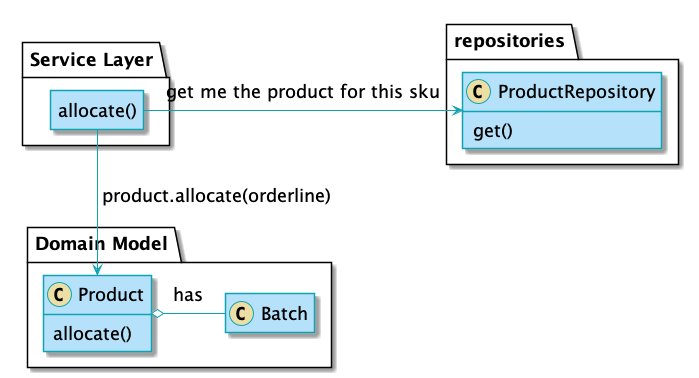 repositories
Service Layer
get me the product for this sku
C ProductRepository
allocate()
get()
product.allocate(orderline)
Domain Model
C Product
has
C Batch
allocate()